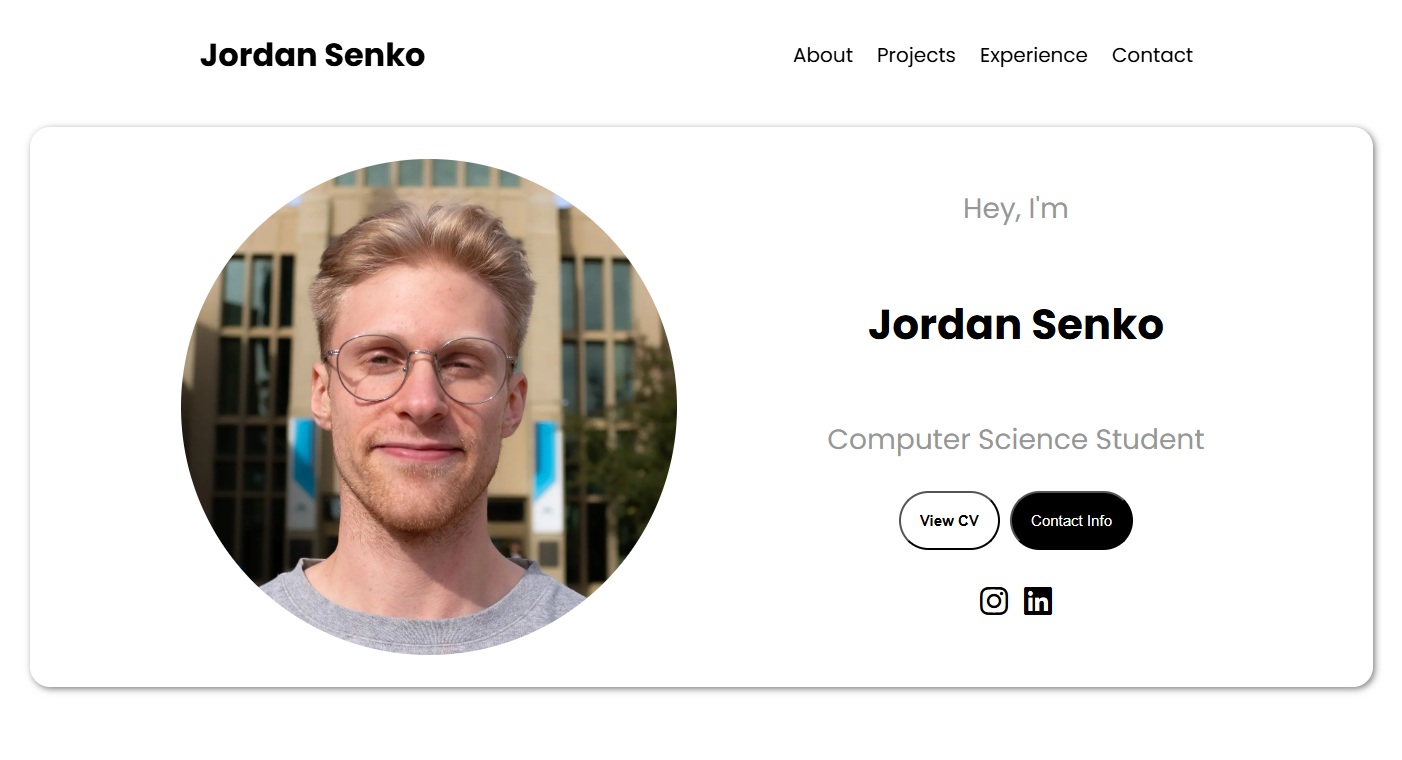 Jordan Senko
About Projects Experience Contact
Hey, I'm
Jordan Senko
Computer Science Student
View CV Contact Info